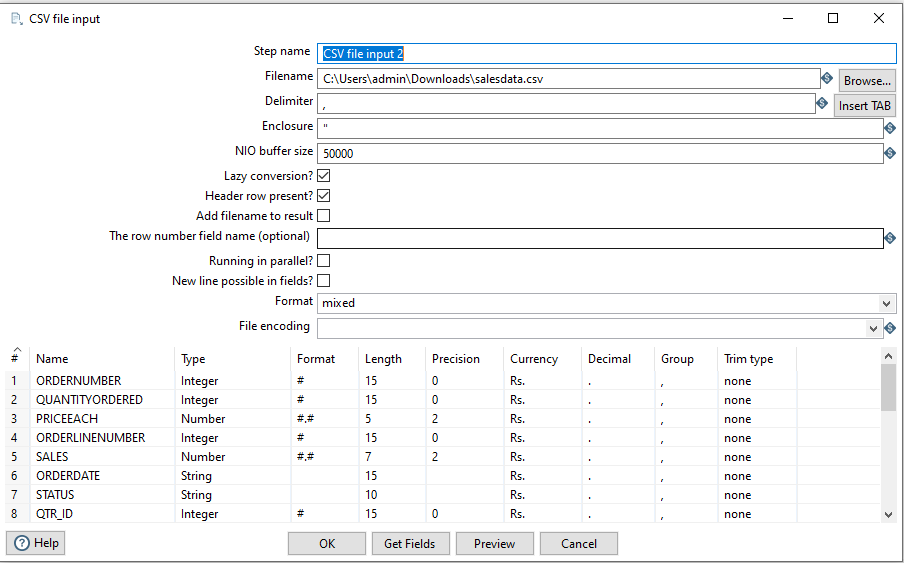 CSV file input
Step name CSV file input 2
Filename C:\Users\admin\Downloads\salesdata.csv Browse...
Delimiter , Insert TAB
Enclosure "
NIO buffer size 50000
Lazy conversion?
Header row present?
Add filename to result
The row number field name (optional)
Running in parallel?
New line possible in fields?
Format mixed
File encoding
# Name Type Format Length Precision Currency Decimal Group Trim type
1 ORDERNUMBER Integer # 15 0 Rs. . , none
2 QUANTITYORDERED Integer # 15 0 Rs. . , none
3 PRICEEACH Number #.# 5 2 Rs. . , none
4 ORDERLINENUMBER Integer # 15 0 Rs. . , none
5 SALES Number #.# 7 2 Rs. . , none
6 ORDERDATE String 15 Rs. . , none
7 STATUS String 10 Rs. . , none
8 QTR_ID Integer # 15 0 Rs. . , none
? Help OK Get Fields Preview Cancel